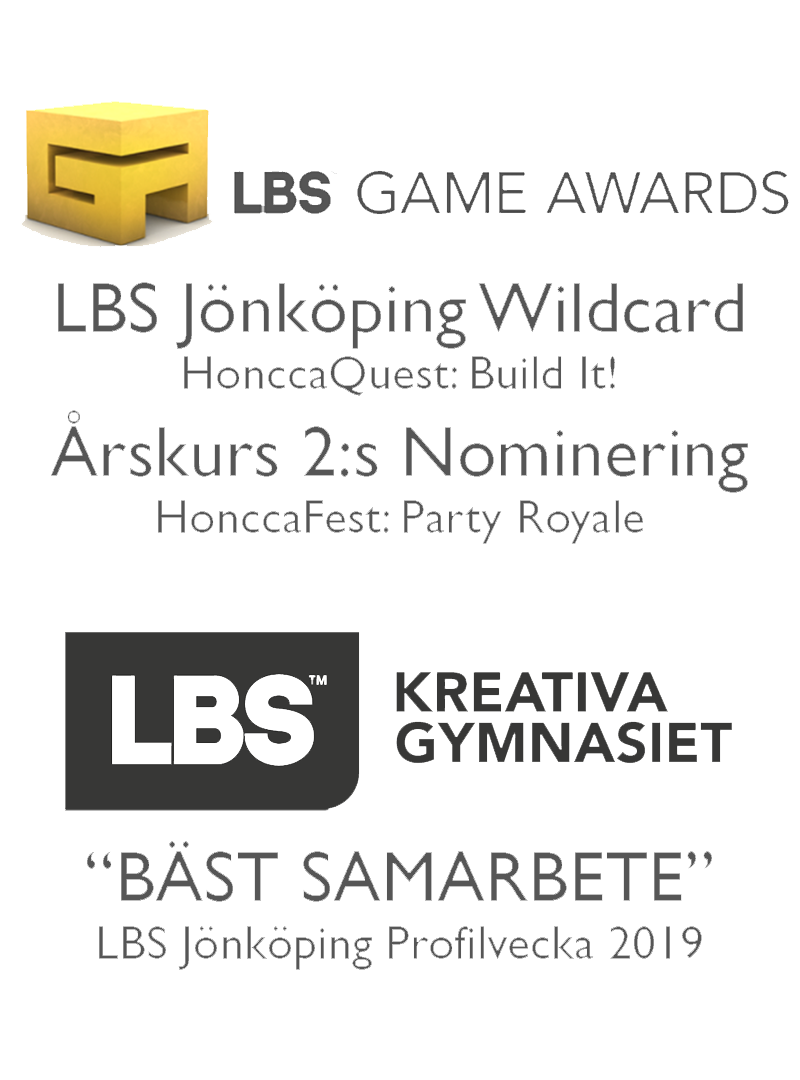 GA
LBS GAME AWARDS
LBS Jönköping Wildcard
HonccaQuest: Build It!
Årskurs 2:s Nominering
HonccaFest: Party Royale
LBS™ KREATIVA
GYMNASIET
“BÄST SAMARBETE”
LBS Jönköping Profilvecka 2019